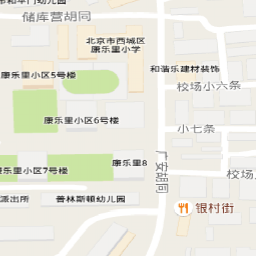 储库营胡同
北京市西城区
康乐里小学
康乐里小区5号楼
和谐乐建材装饰
校场小六条
康乐里小区6号楼
小七条
康乐里8
康乐里小区7号楼
广安胡同
校场
派出所
普林斯顿幼儿园
银村街